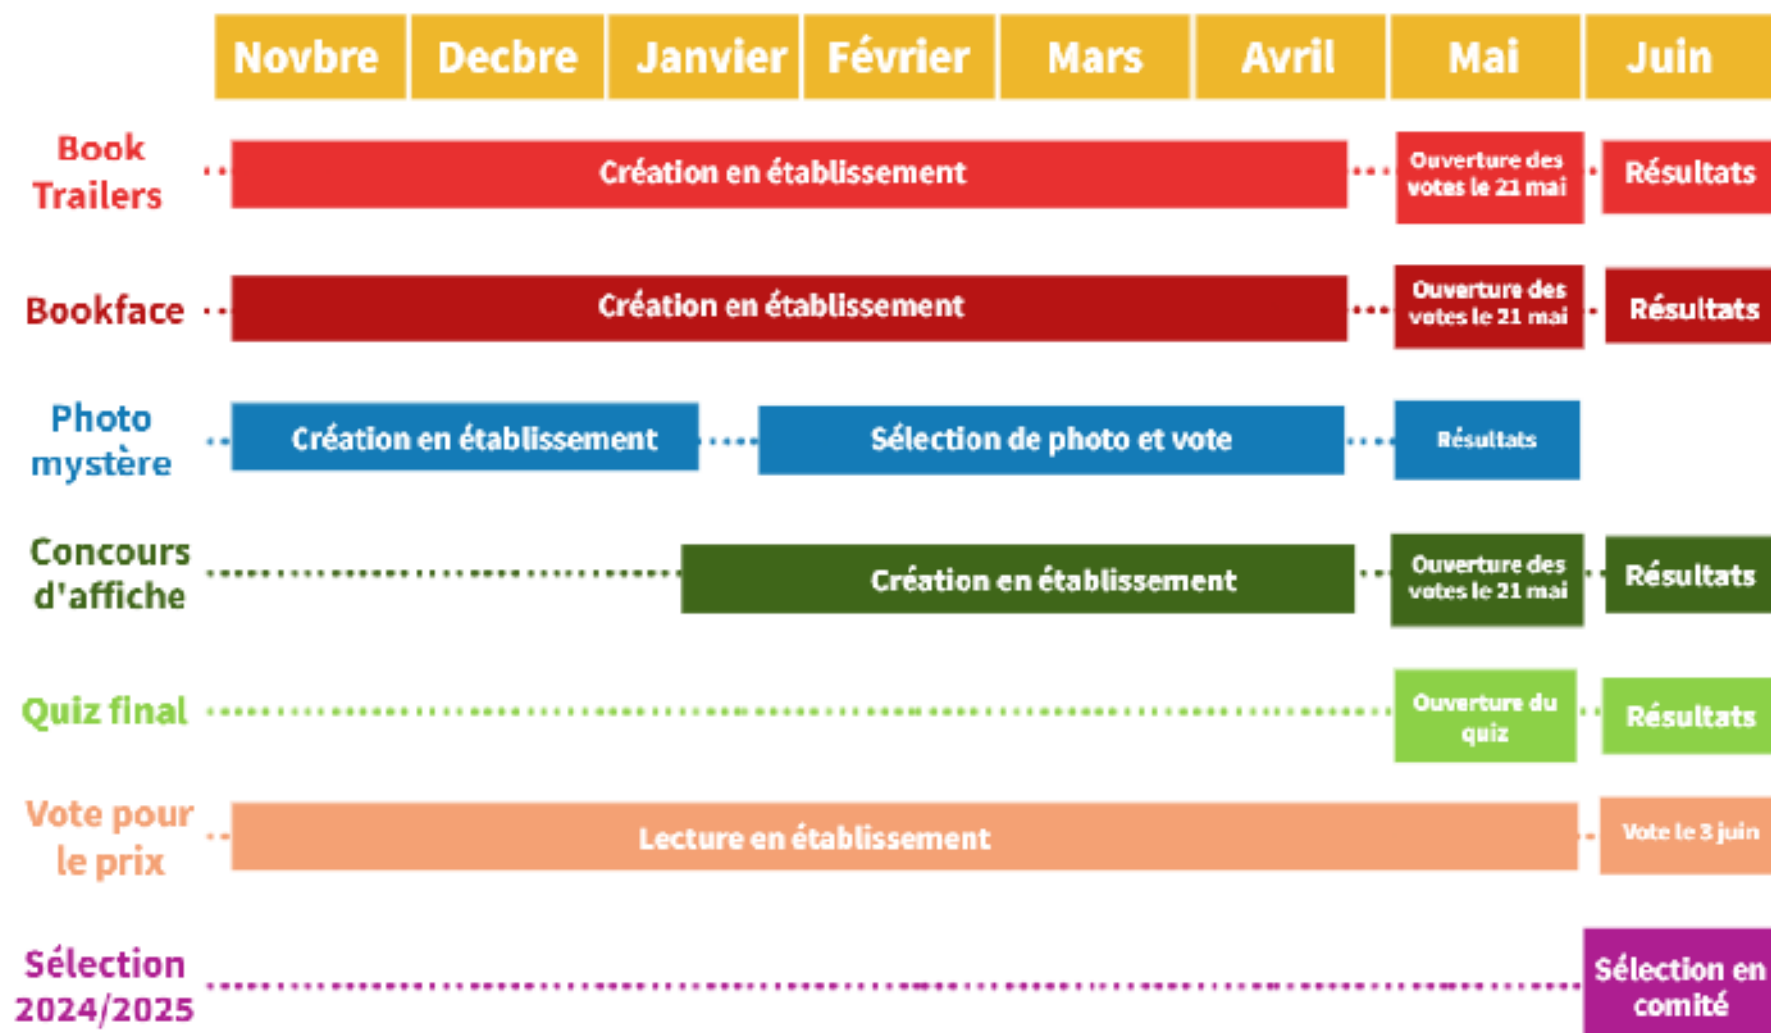 Novbre Decbre Janvier Février Mars Avril Mai Juin
Book
Trailers
Création en établissement
Ouverture des
votes le 21 mai
Résultats
Bookface
Création en établissement
Ouverture des
votes le 21 mai
Résultats
Photo
mystère
Création en établissement
Sélection de photo et vote
Résultats
Concours
d'affiche
Création en établissement
Ouverture des
votes le 21 mai
Résultats
Quiz final
Ouverture du
quiz
Résultats
Vote pour
le prix
Lecture en établissement
Vote le 3 juin
Sélection
2024/2025
Sélection en
comité